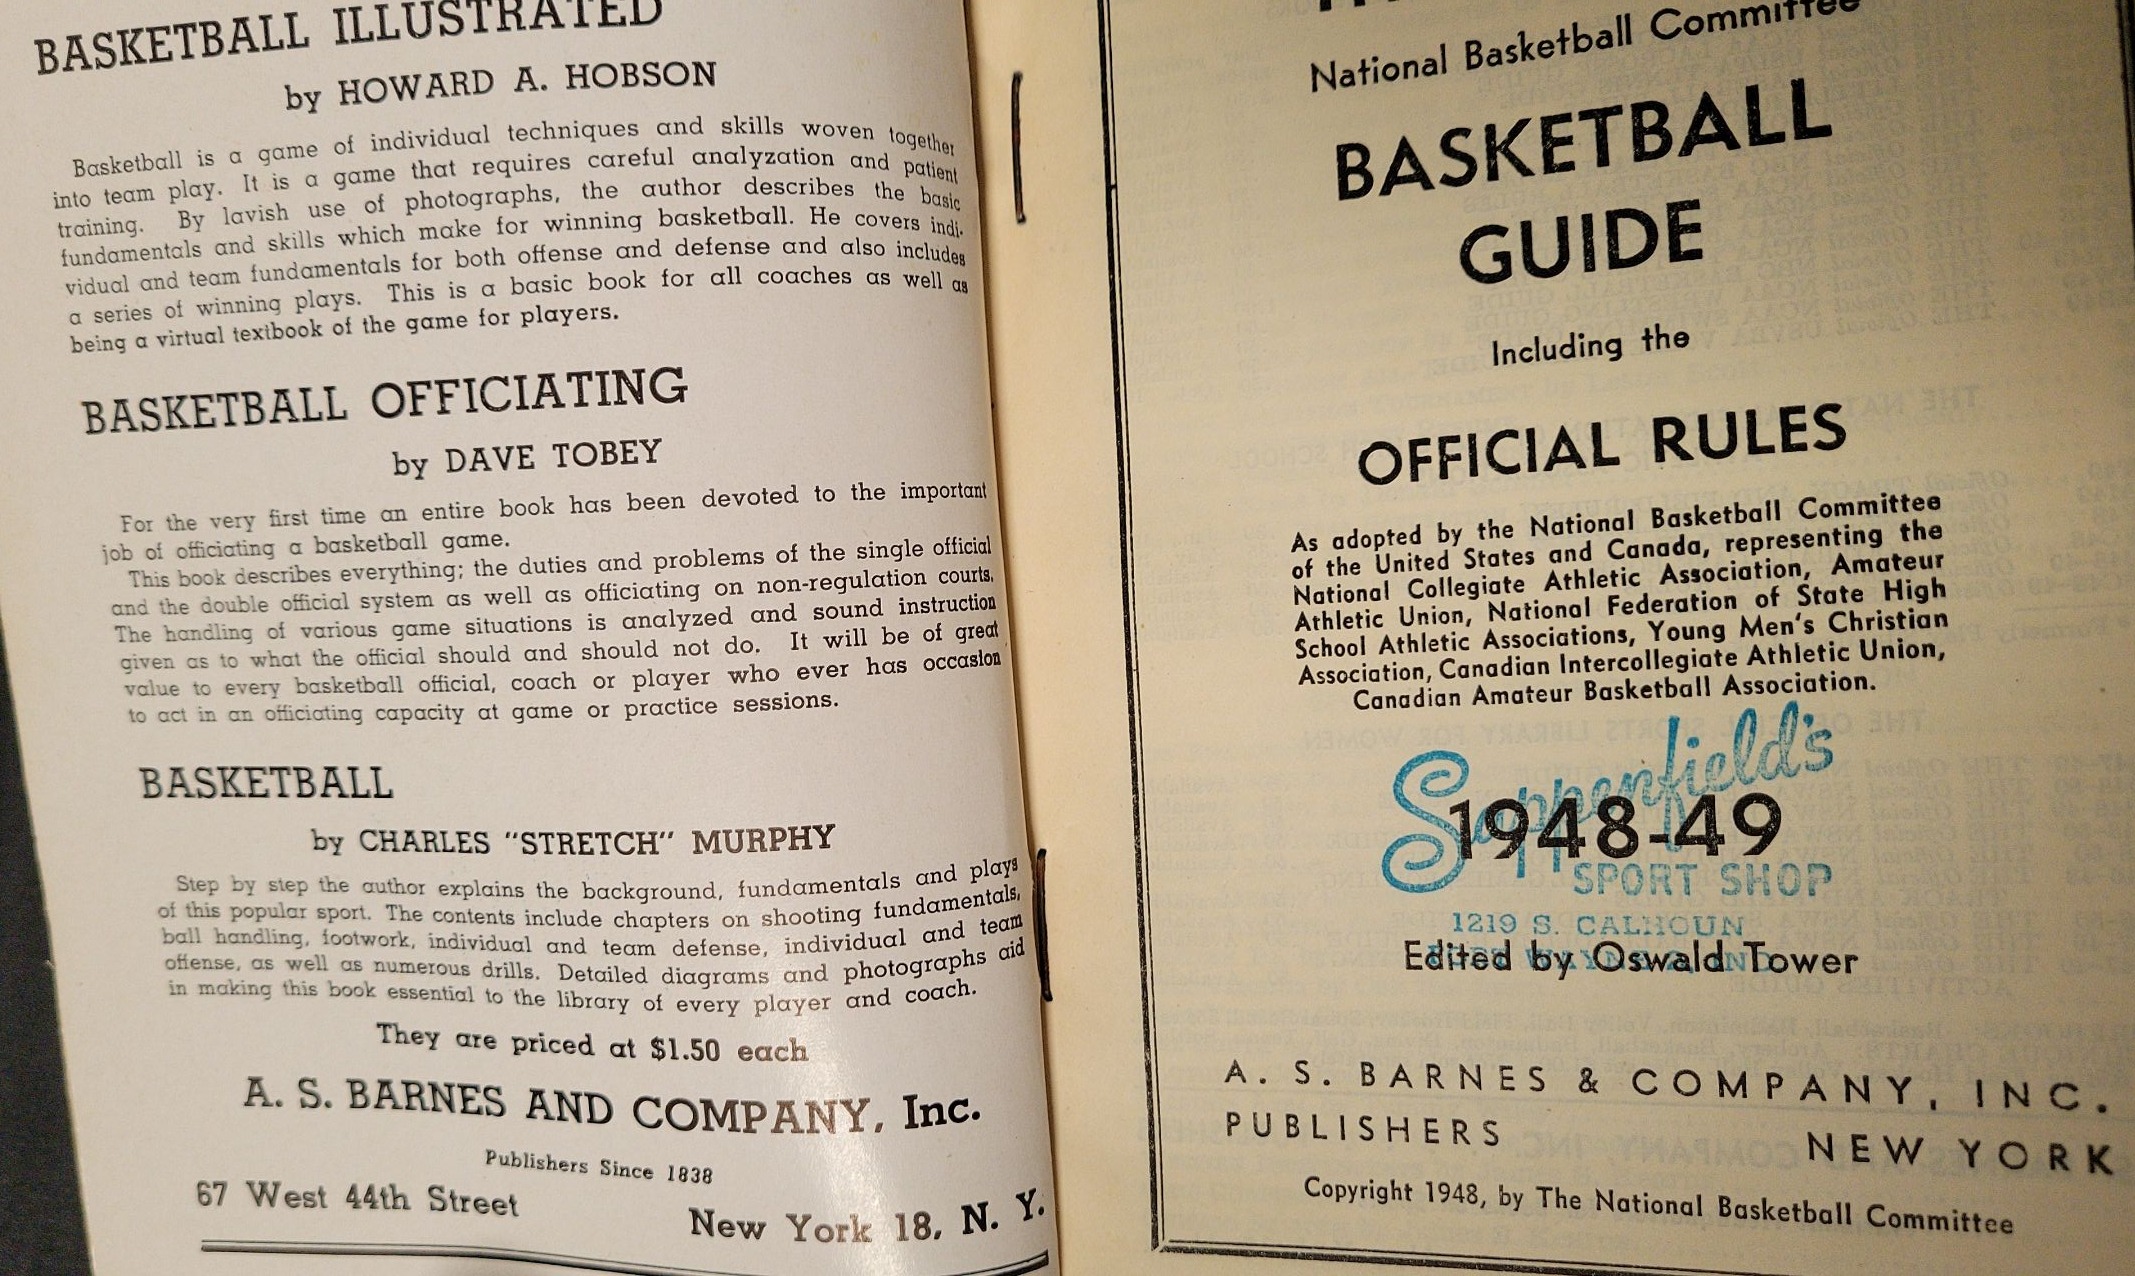 BASKETBALL ILLUSTRATED
by HOWARD A. HOBSON
Basketball is a game of individual techniques and skills woven together
into team play. It is a game that requires careful analyzation and patient
training. By lavish use of photographs, the author describes the basic
fundamentals and skills which make for winning basketball. He covers indi-
vidual and team fundamentals for both offense and defense and also includes
a series of winning plays. This is a basic book for all coaches as well as
being a virtual textbook of the game for players.
BASKETBALL OFFICIATING
by DAVE TOBEY
For the very first time an entire book has been devoted to the important
job of officiating a basketball game.
This book describes everything; the duties and problems of the single official
and the double official system as well as officiating on non-regulation courts.
The handling of various game situations is analyzed and sound instruction
given as to what the official should and should not do. It will be of great
value to every basketball official, coach or player who ever has occasion
to act in an officiating capacity at game or practice sessions.
BASKETBALL
by CHARLES "STRETCH" MURPHY
Step by step the author explains the background, fundamentals and plays
of this popular sport. The contents include chapters on shooting fundamentals,
ball handling, footwork, individual and team defense, individual and team
offense, as well as numerous drills. Detailed diagrams and photographs aid
in making this book essential to the library of every player and coach.
They are priced at $1.50 each
A. S. BARNES AND COMPANY, Inc.
Publishers Since 1838
67 West 44th Street
New York 18, N. Y.
National Basketball Committee
BASKETBALL
GUIDE
Including the
OFFICIAL RULES
As adopted by the National Basketball Committee
of the United States and Canada, representing the
National Collegiate Athletic Association, Amateur
Athletic Union, National Federation of State High
School Athletic Associations, Young Men's Christian
Association, Canadian Intercollegiate Athletic Union,
Canadian Amateur Basketball Association.
Sappenfield's
1948-49
SPORT SHOP
1219 S. CALHOUN
FORT WAYNE 2, IND.
Edited by Oswald Tower
A. S. BARNES & COMPANY, INC.
PUBLISHERS NEW YORK
Copyright 1948, by The National Basketball Committee